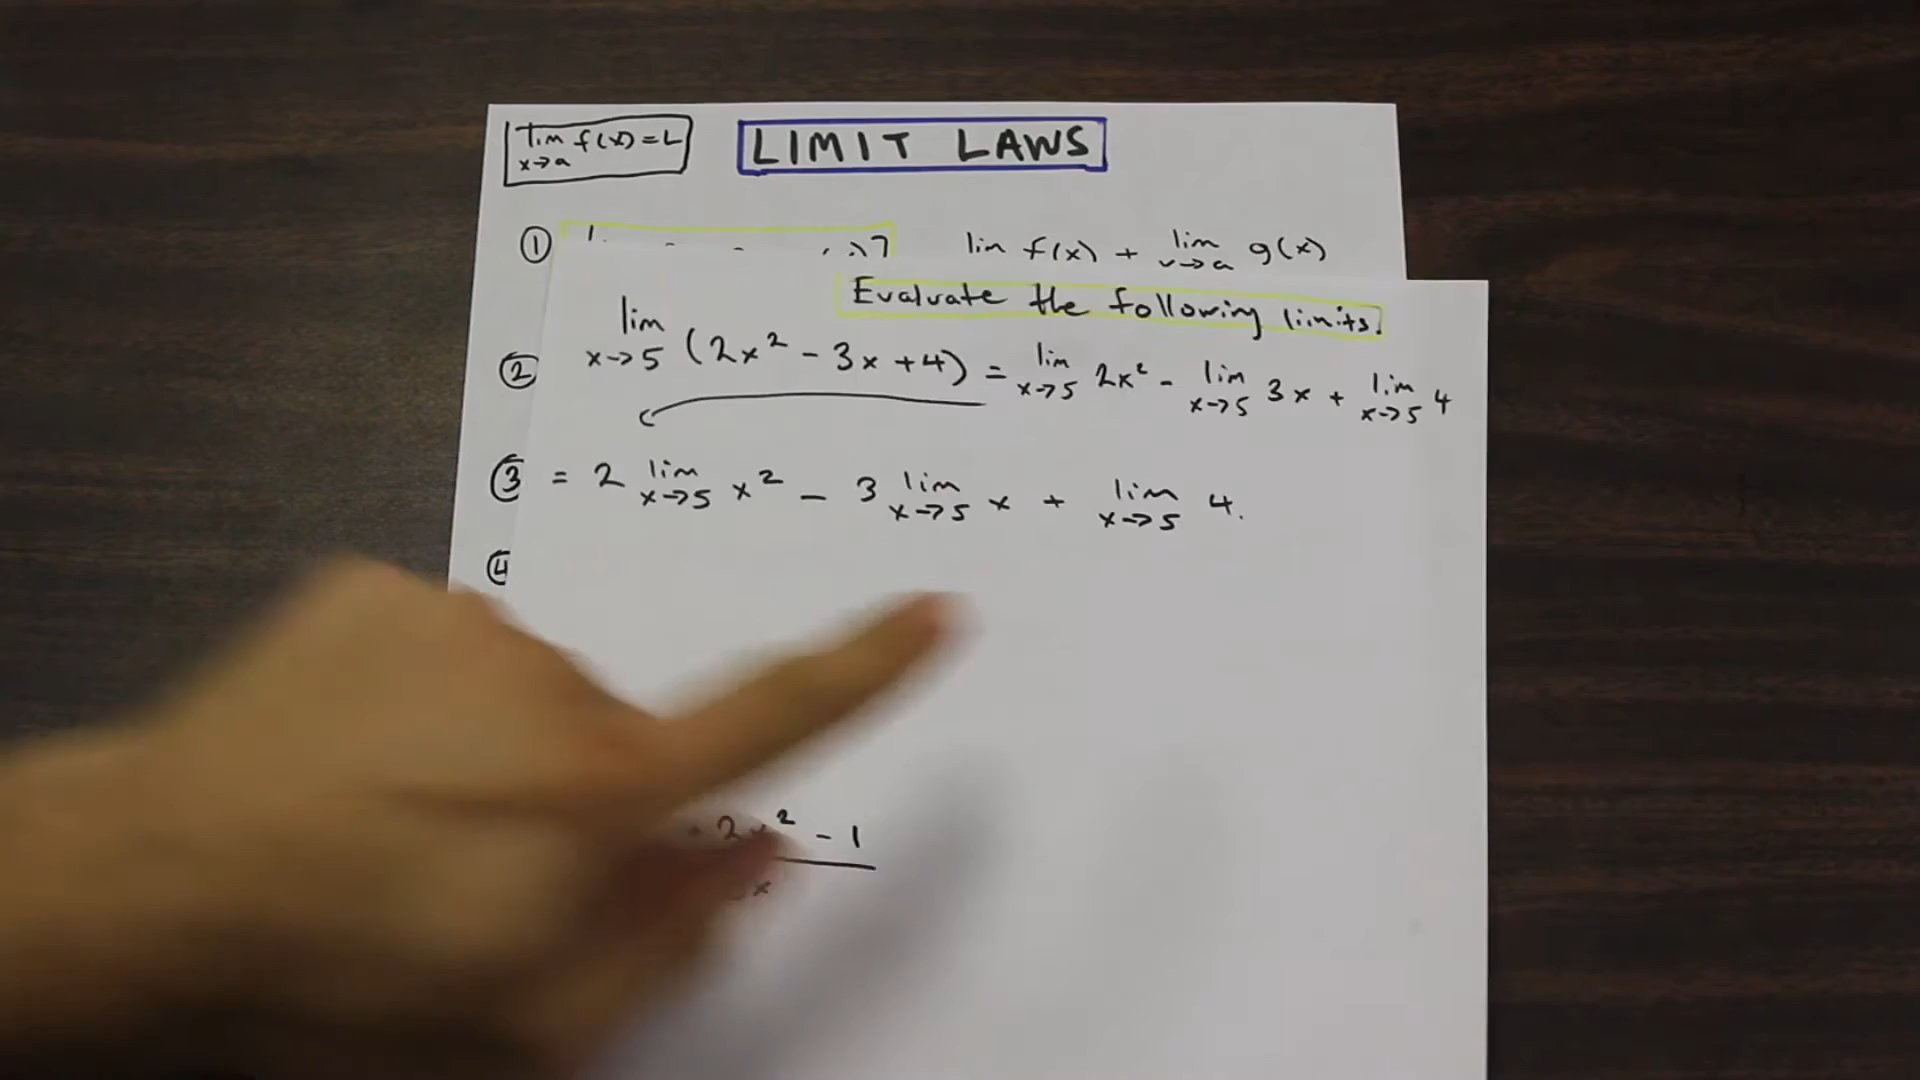 lim f(x) = L
x→a
LIMIT LAWS
① lim f(x) + lim g(x)
x→a
Evaluate the following limits.
② lim (2x² - 3x + 4) = lim 2x² - lim 3x + lim 4
x→5 x→5 x→5 x→5
③ = 2 lim x² - 3 lim x + lim 4.
x→5 x→5 x→5
④
2x² - 1
x